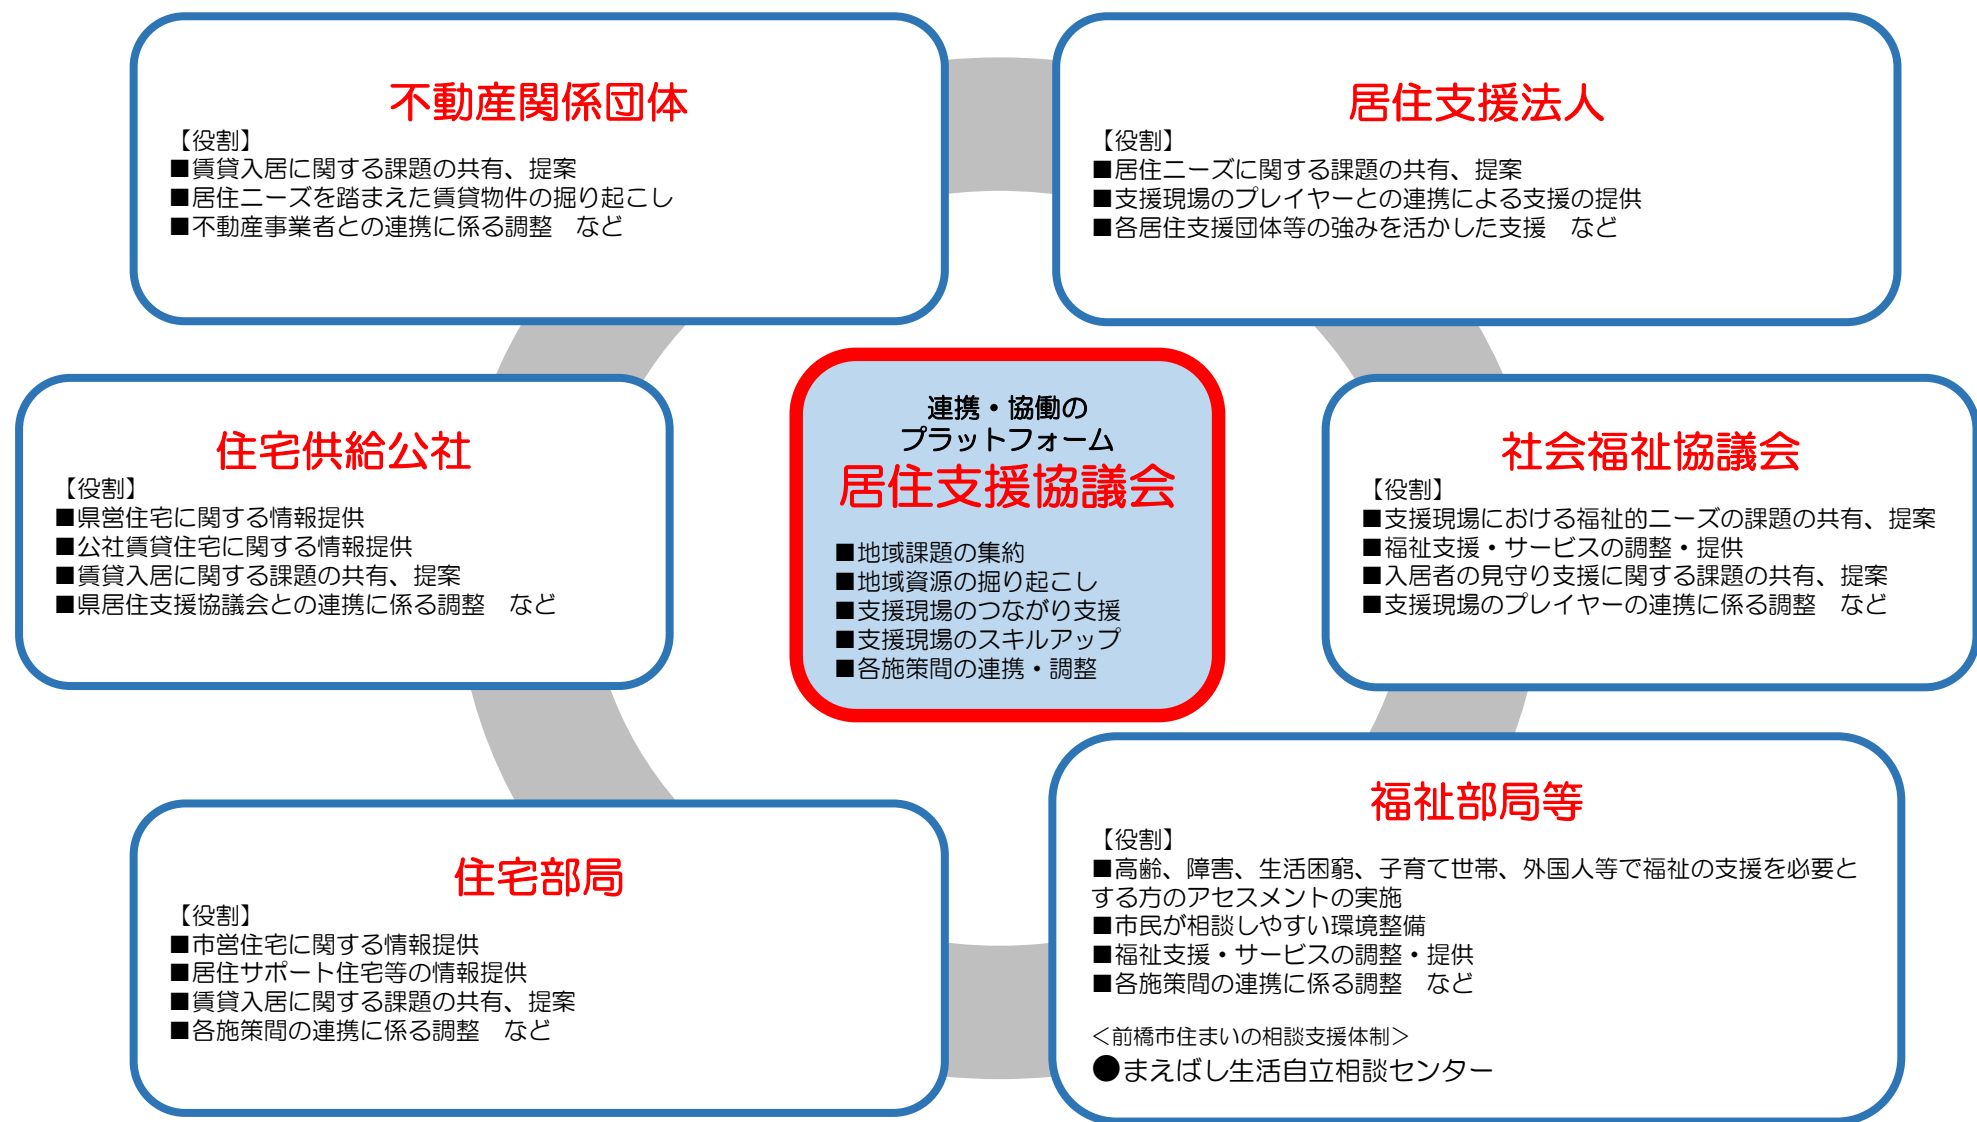 不動産関係団体
【役割】
■賃貸入居に関する課題の共有、提案
■居住ニーズを踏まえた賃貸物件の掘り起こし
■不動産事業者との連携に係る調整　など
居住支援法人
【役割】
■居住ニーズに関する課題の共有、提案
■支援現場のプレイヤーとの連携による支援の提供
■各居住支援団体等の強みを活かした支援　など
住宅供給公社
【役割】
■県営住宅に関する情報提供
■公社賃貸住宅に関する情報提供
■賃貸入居に関する課題の共有、提案
■県居住支援協議会との連携に係る調整　など
連携・協働の
プラットフォーム
居住支援協議会
■地域課題の集約
■地域資源の掘り起こし
■支援現場のつながり支援
■支援現場のスキルアップ
■各施策間の連携・調整
社会福祉協議会
【役割】
■支援現場における福祉的ニーズの課題の共有、提案
■福祉支援・サービスの調整・提供
■入居者の見守り支援に関する課題の共有、提案
■支援現場のプレイヤーの連携に係る調整　など
住宅部局
【役割】
■市営住宅に関する情報提供
■居住サポート住宅等の情報提供
■賃貸入居に関する課題の共有、提案
■各施策間の連携に係る調整　など
福祉部局等
【役割】
■高齢、障害、生活困窮、子育て世帯、外国人等で福祉の支援を必要と
する方のアセスメントの実施
■市民が相談しやすい環境整備
■福祉支援・サービスの調整・提供
■各施策間の連携に係る調整　など
＜前橋市住まいの相談支援体制＞
●まえばし生活自立相談センター